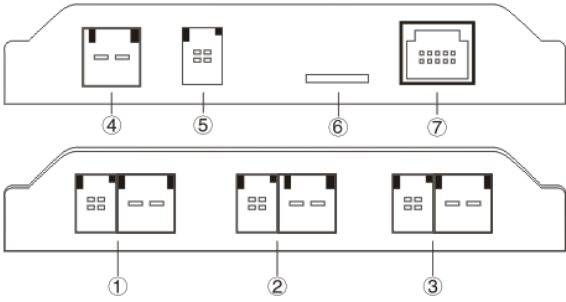 ④ ⑤ ⑥ ⑦
① ② ③